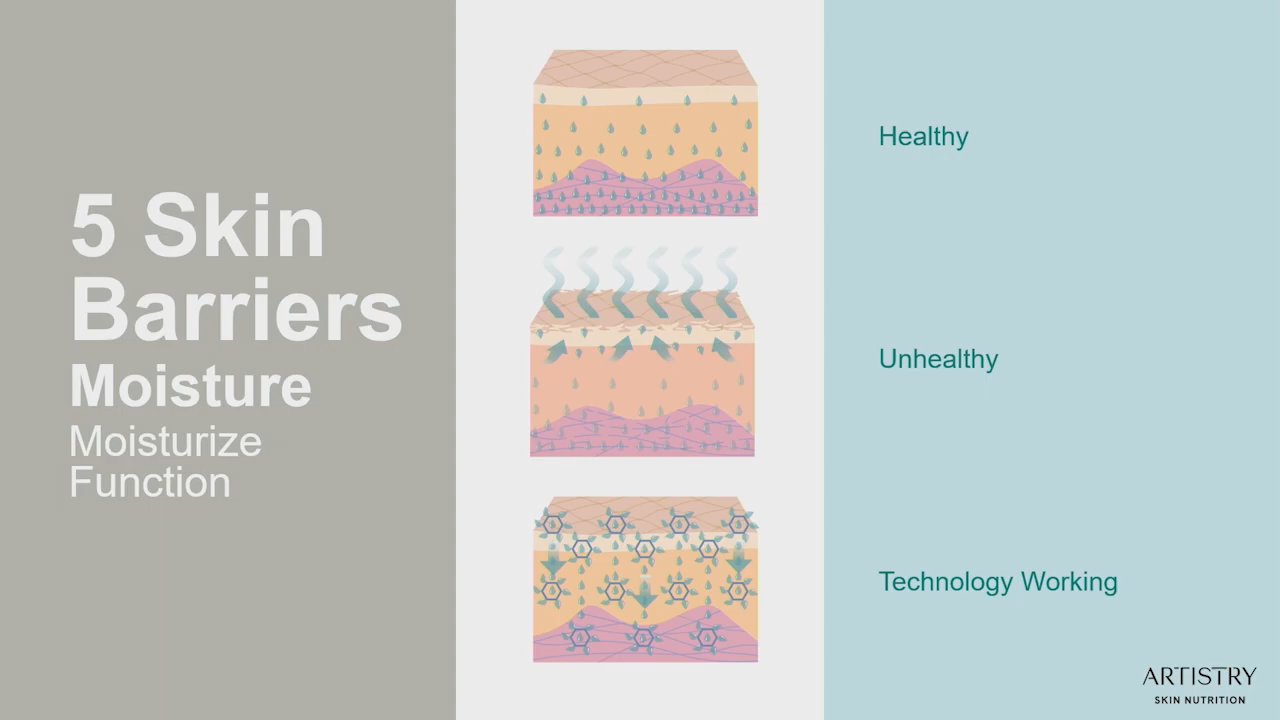 5 Skin
Barriers
Moisture
Moisturize
Function
Healthy
Unhealthy
Technology Working
ARTISTRY
SKIN NUTRITION